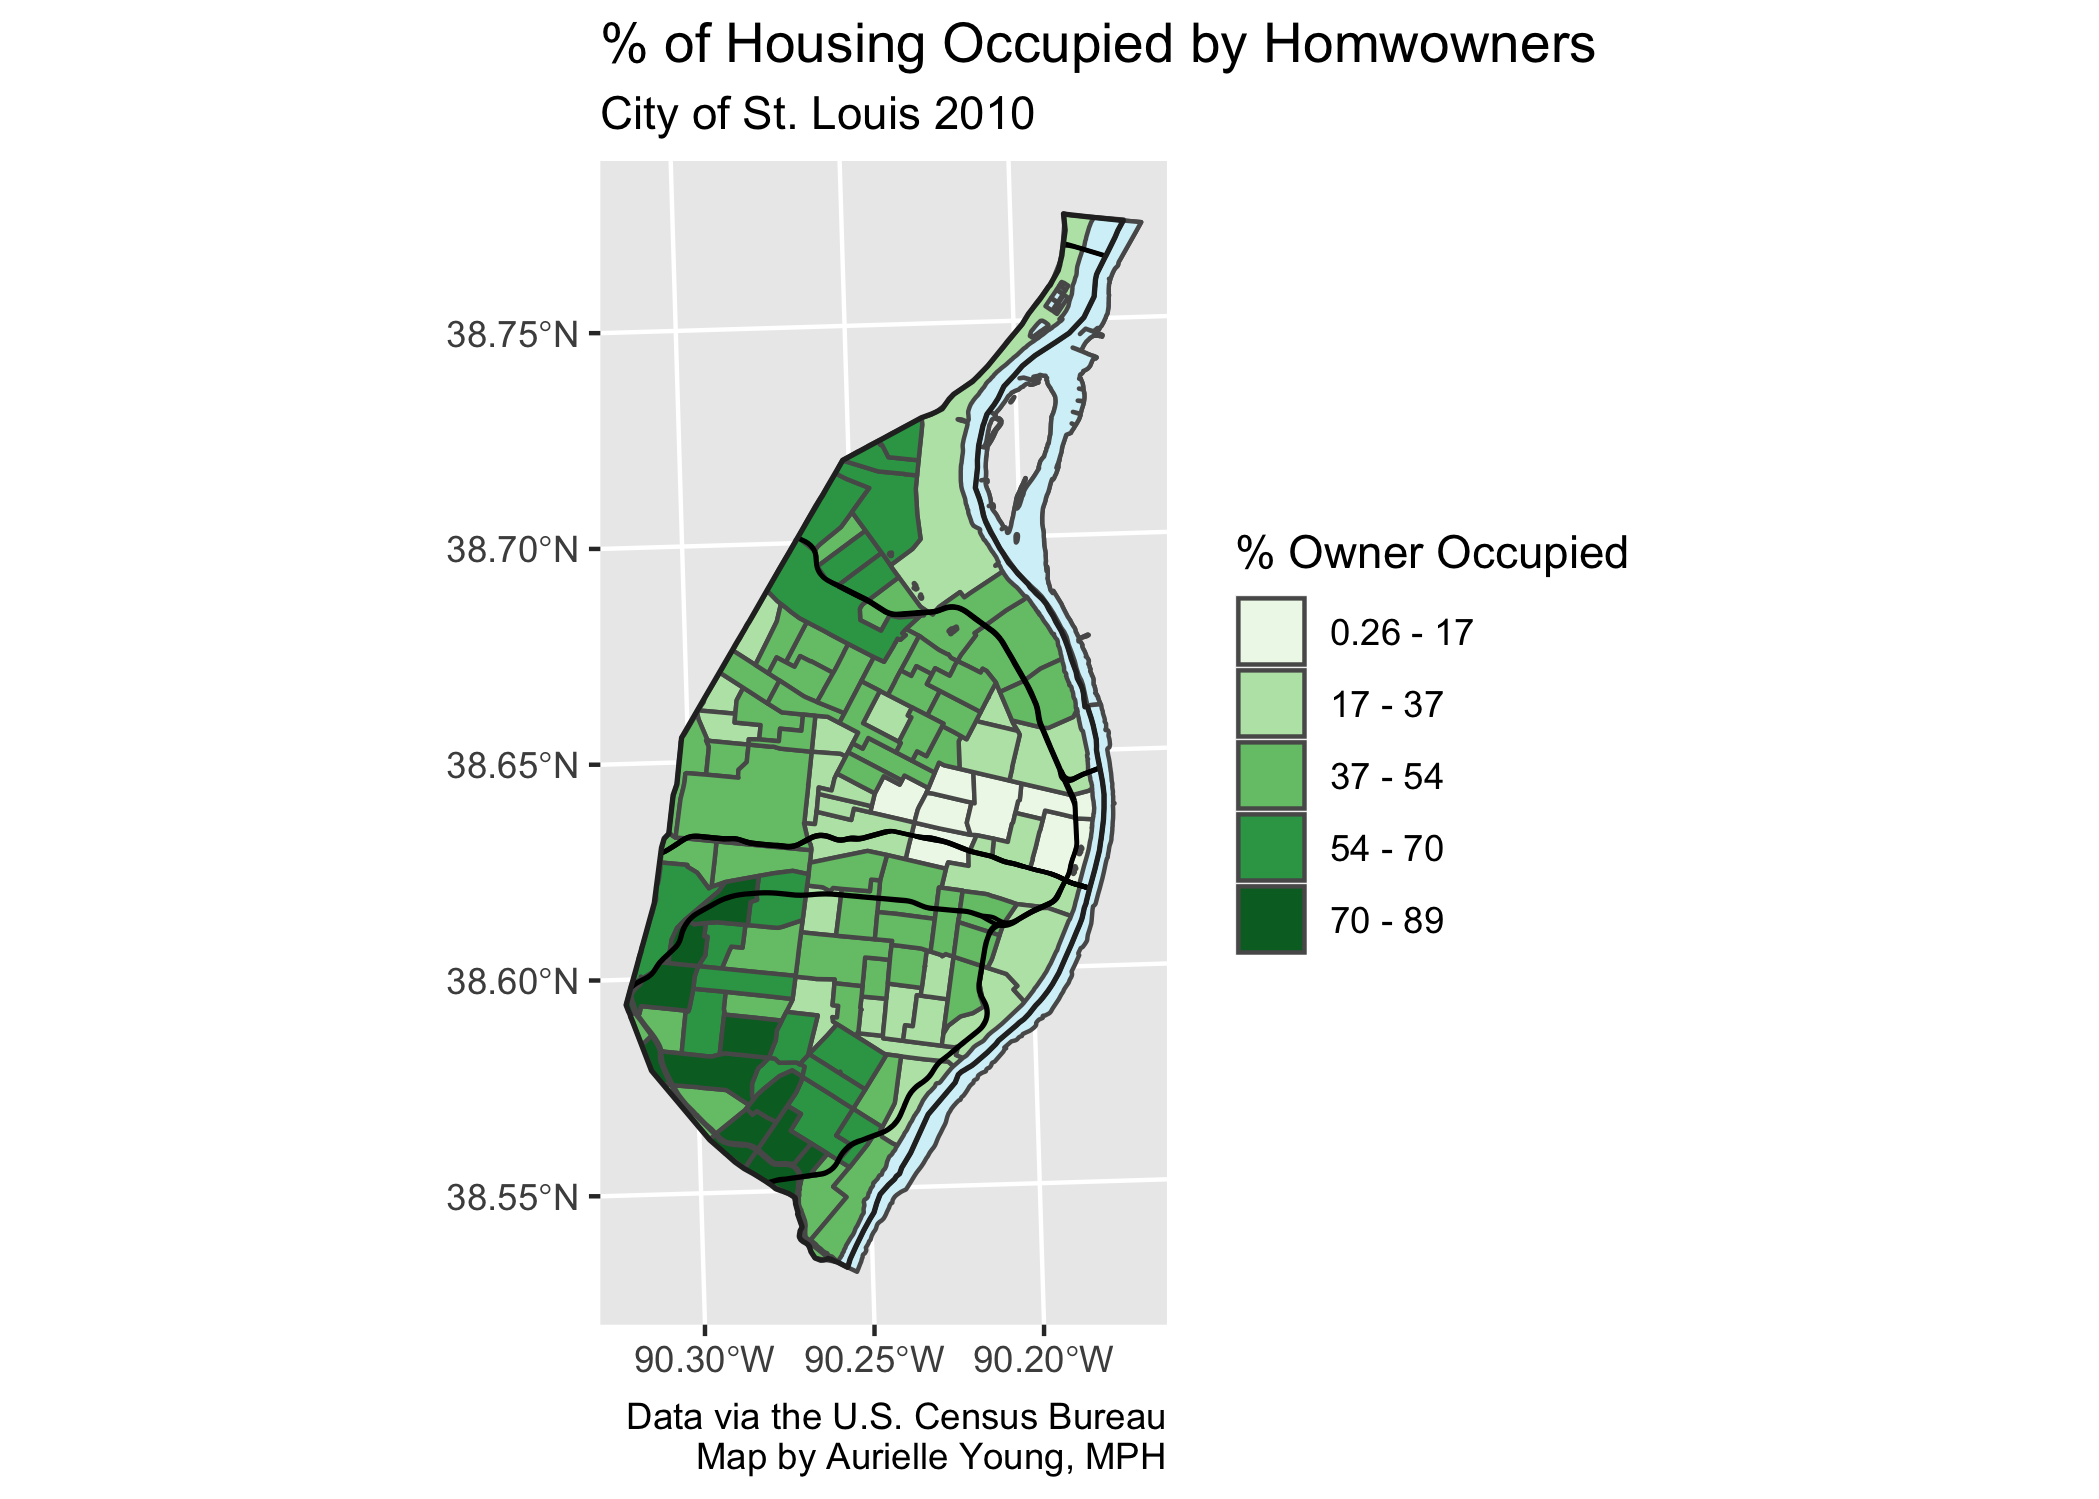 % of Housing Occupied by Homwowners
City of St. Louis 2010
38.75°N
38.70°N
38.65°N
38.60°N
38.55°N
90.30°W 90.25°W 90.20°W
% Owner Occupied
0.26 - 17
17 - 37
37 - 54
54 - 70
70 - 89
Data via the U.S. Census Bureau
Map by Aurielle Young, MPH